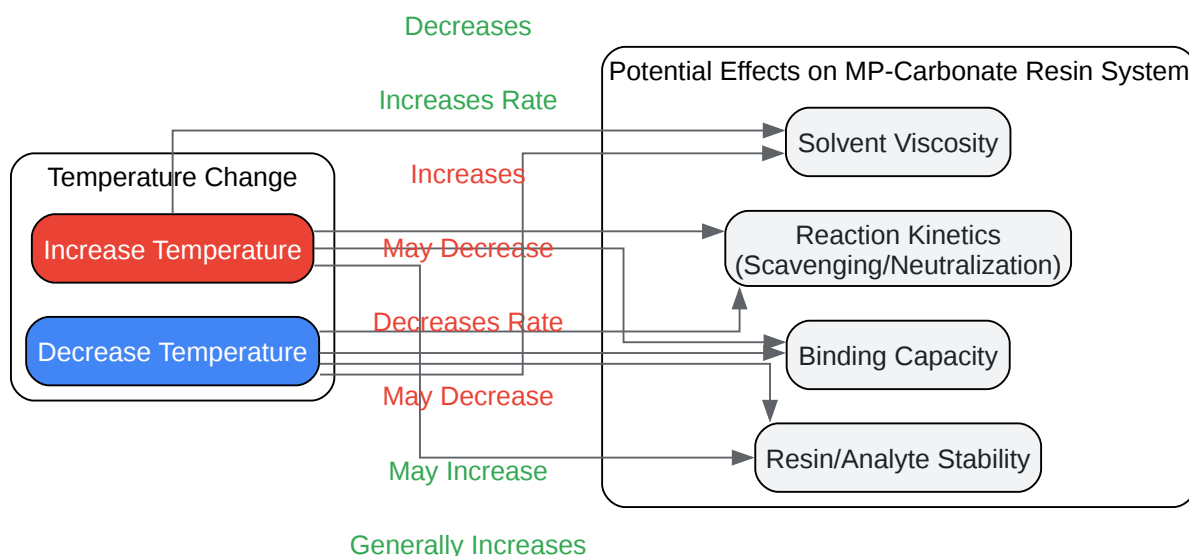 Decreases
Potential Effects on MP-Carbonate Resin System
Increases Rate
Solvent Viscosity
Temperature Change
Increases
Increase Temperature
May Decrease
Reaction Kinetics
(Scavenging/Neutralization)
Decreases Rate
Decrease Temperature
Binding Capacity
May Decrease
Resin/Analyte Stability
May Increase
Generally Increases